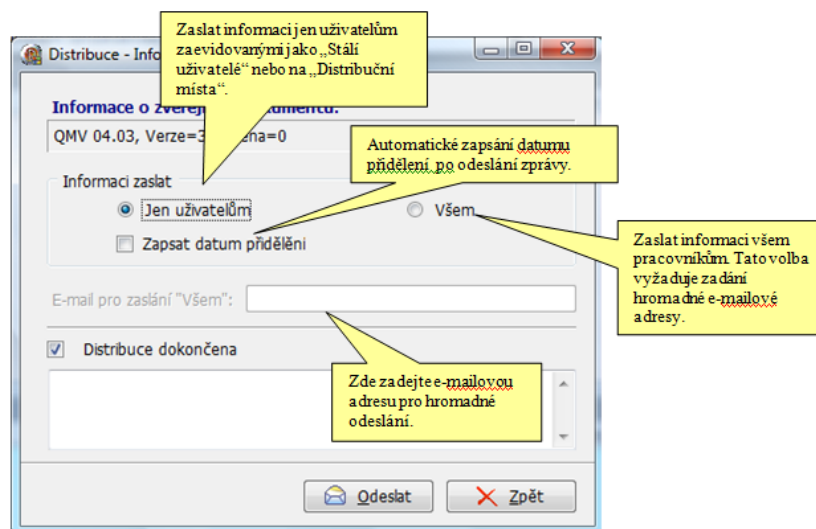 Zaslat informaci jen uživatelům
zaevidovanými jako „Stálí
uživatelé“ nebo na „Distribuční
místa“.
Distribuce - Info
Informace o zveřej
QMV 04.03, Verze=3
ena=0
Automatické zapsání datumu
přidělení po odeslání zprávy.
Informaci zaslat
Jen uživatelům
Všem
Zapsat datum přidělěni
Zaslat informaci všem
pracovníkům. Tato volba
vyžaduje zadání
hromadné e-mailové
adresy.
E-mail pro zaslání "Všem":
Distribuce dokončena
Zde zadejte e-mailovou
adresu pro hromadné
odeslání.
Odeslat
Zpět